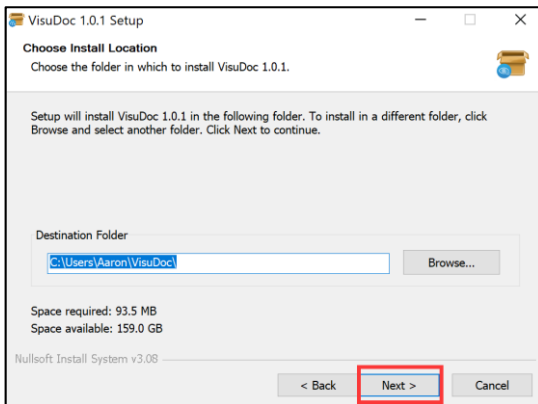 VisuDoc 1.0.1 Setup
Choose Install Location
Choose the folder in which to install VisuDoc 1.0.1.
Setup will install VisuDoc 1.0.1 in the following folder. To install in a different folder, click
Browse and select another folder. Click Next to continue.
Destination Folder
C:\Users\Aaron\VisuDoc\
Browse...
Space required: 93.5 MB
Space available: 159.0 GB
Nullsoft Install System v3.08
< Back
Next >
Cancel